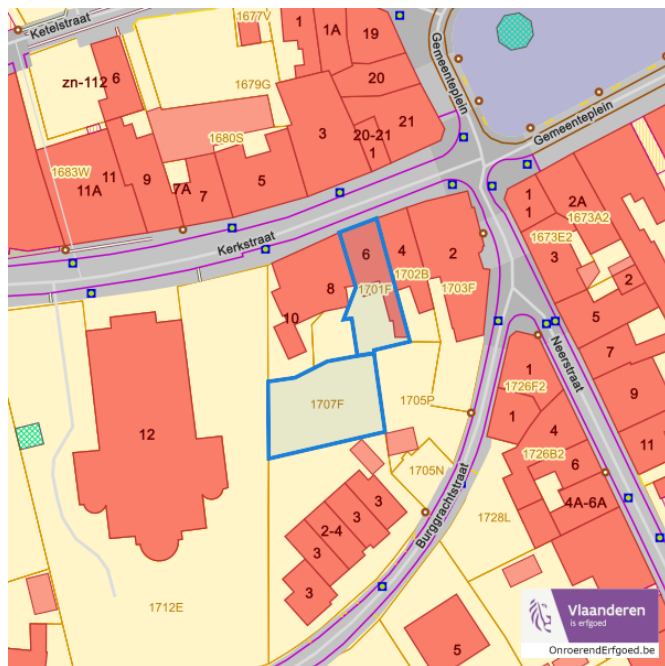 Ketelstraat
1677V
1
1A
19
Gemeenteplein
zn-112
6
1679G
20
21
Gemeenteplein
1680S
3
20-21
1
1683W
11A
11
9
7A
7
5
1
1
2A
1673A2
1673E2
Kerkstraat
6
4
1702B
2
3
2
8
1701F
1703F
10
5
Neerstraat
7
1
1726F2
1707F
1705P
1
9
12
4
11
1726B2
6
1705N
4A-6A
3
2-4
3
3
3
3
Burggrachtstraat
1728L
1712E
5
Vlaanderen
is erfgoed
OnroerendErfgoed.be